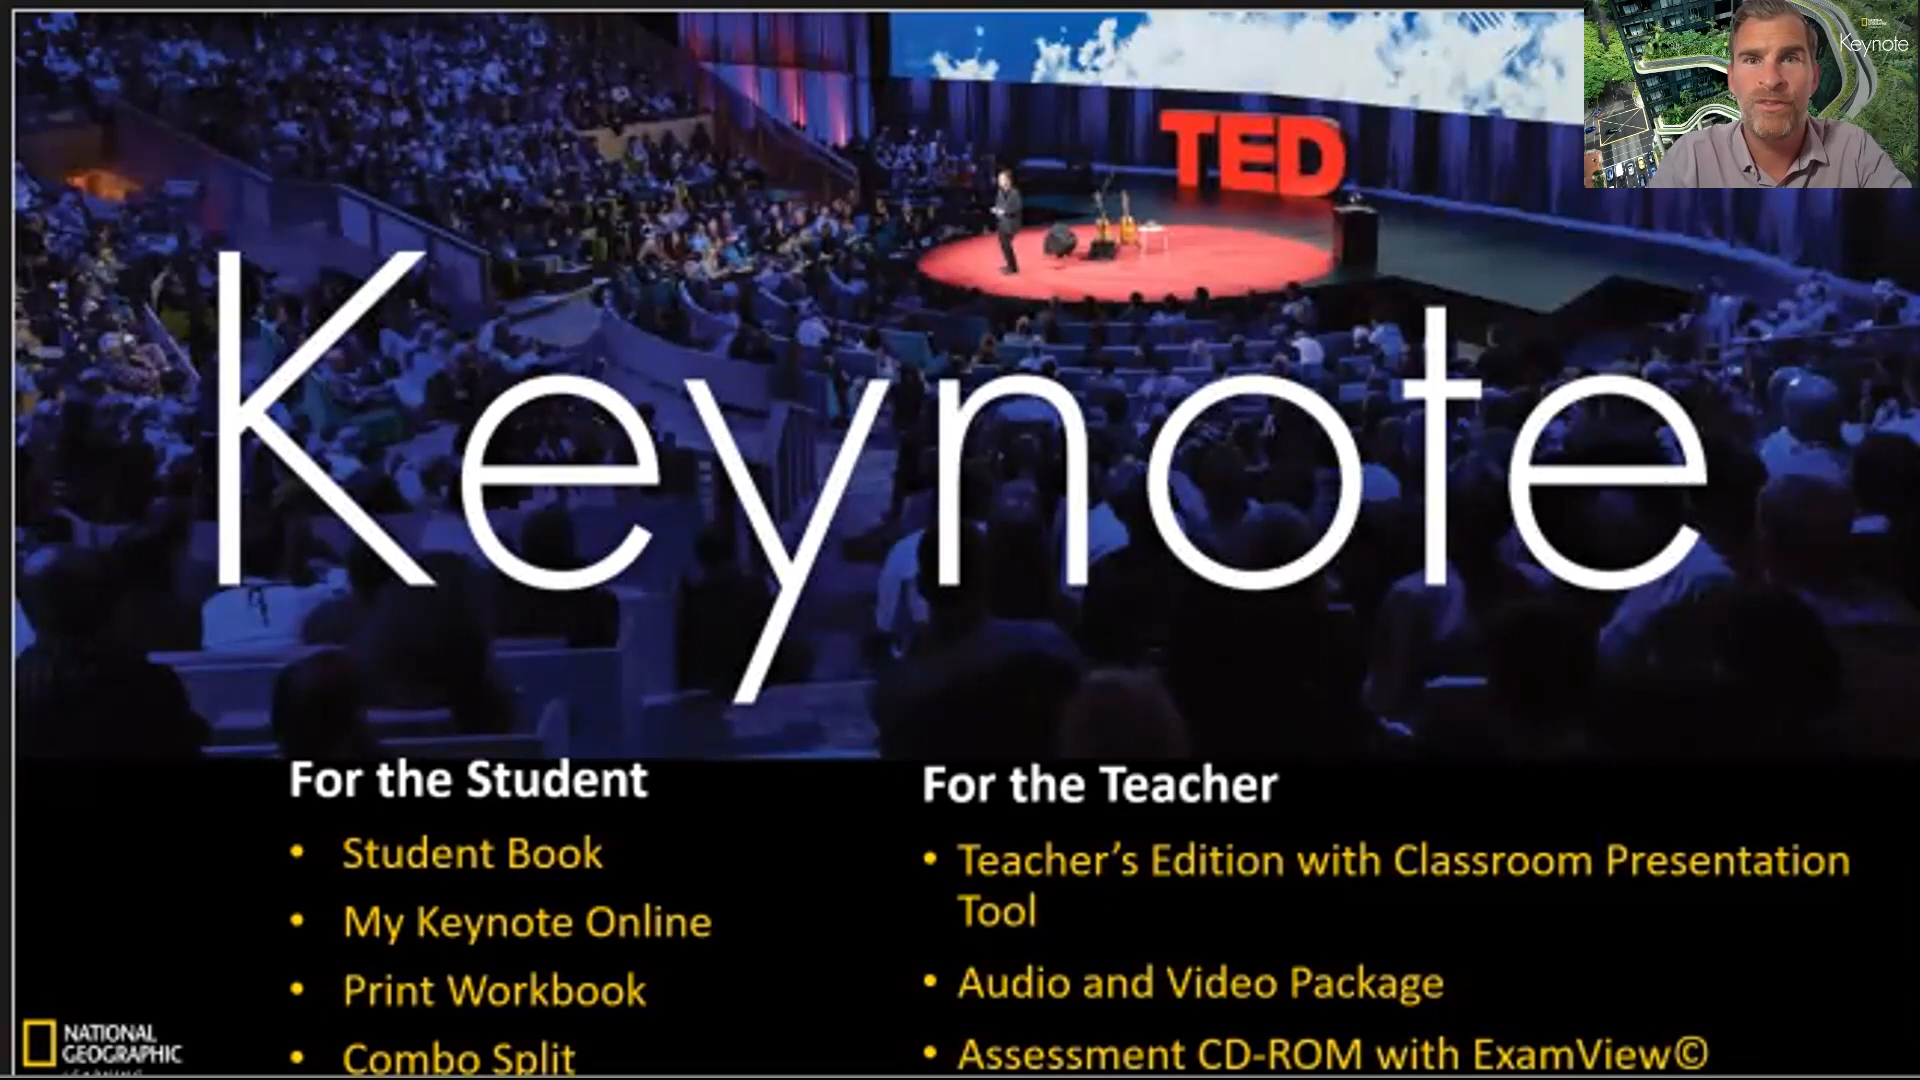 TED
Keynote
Keynote
For the Student
• Student Book
• My Keynote Online
• Print Workbook
• Combo Split
For the Teacher
• Teacher’s Edition with Classroom Presentation
Tool
• Audio and Video Package
• Assessment CD-ROM with ExamView©
NATIONAL
GEOGRAPHIC